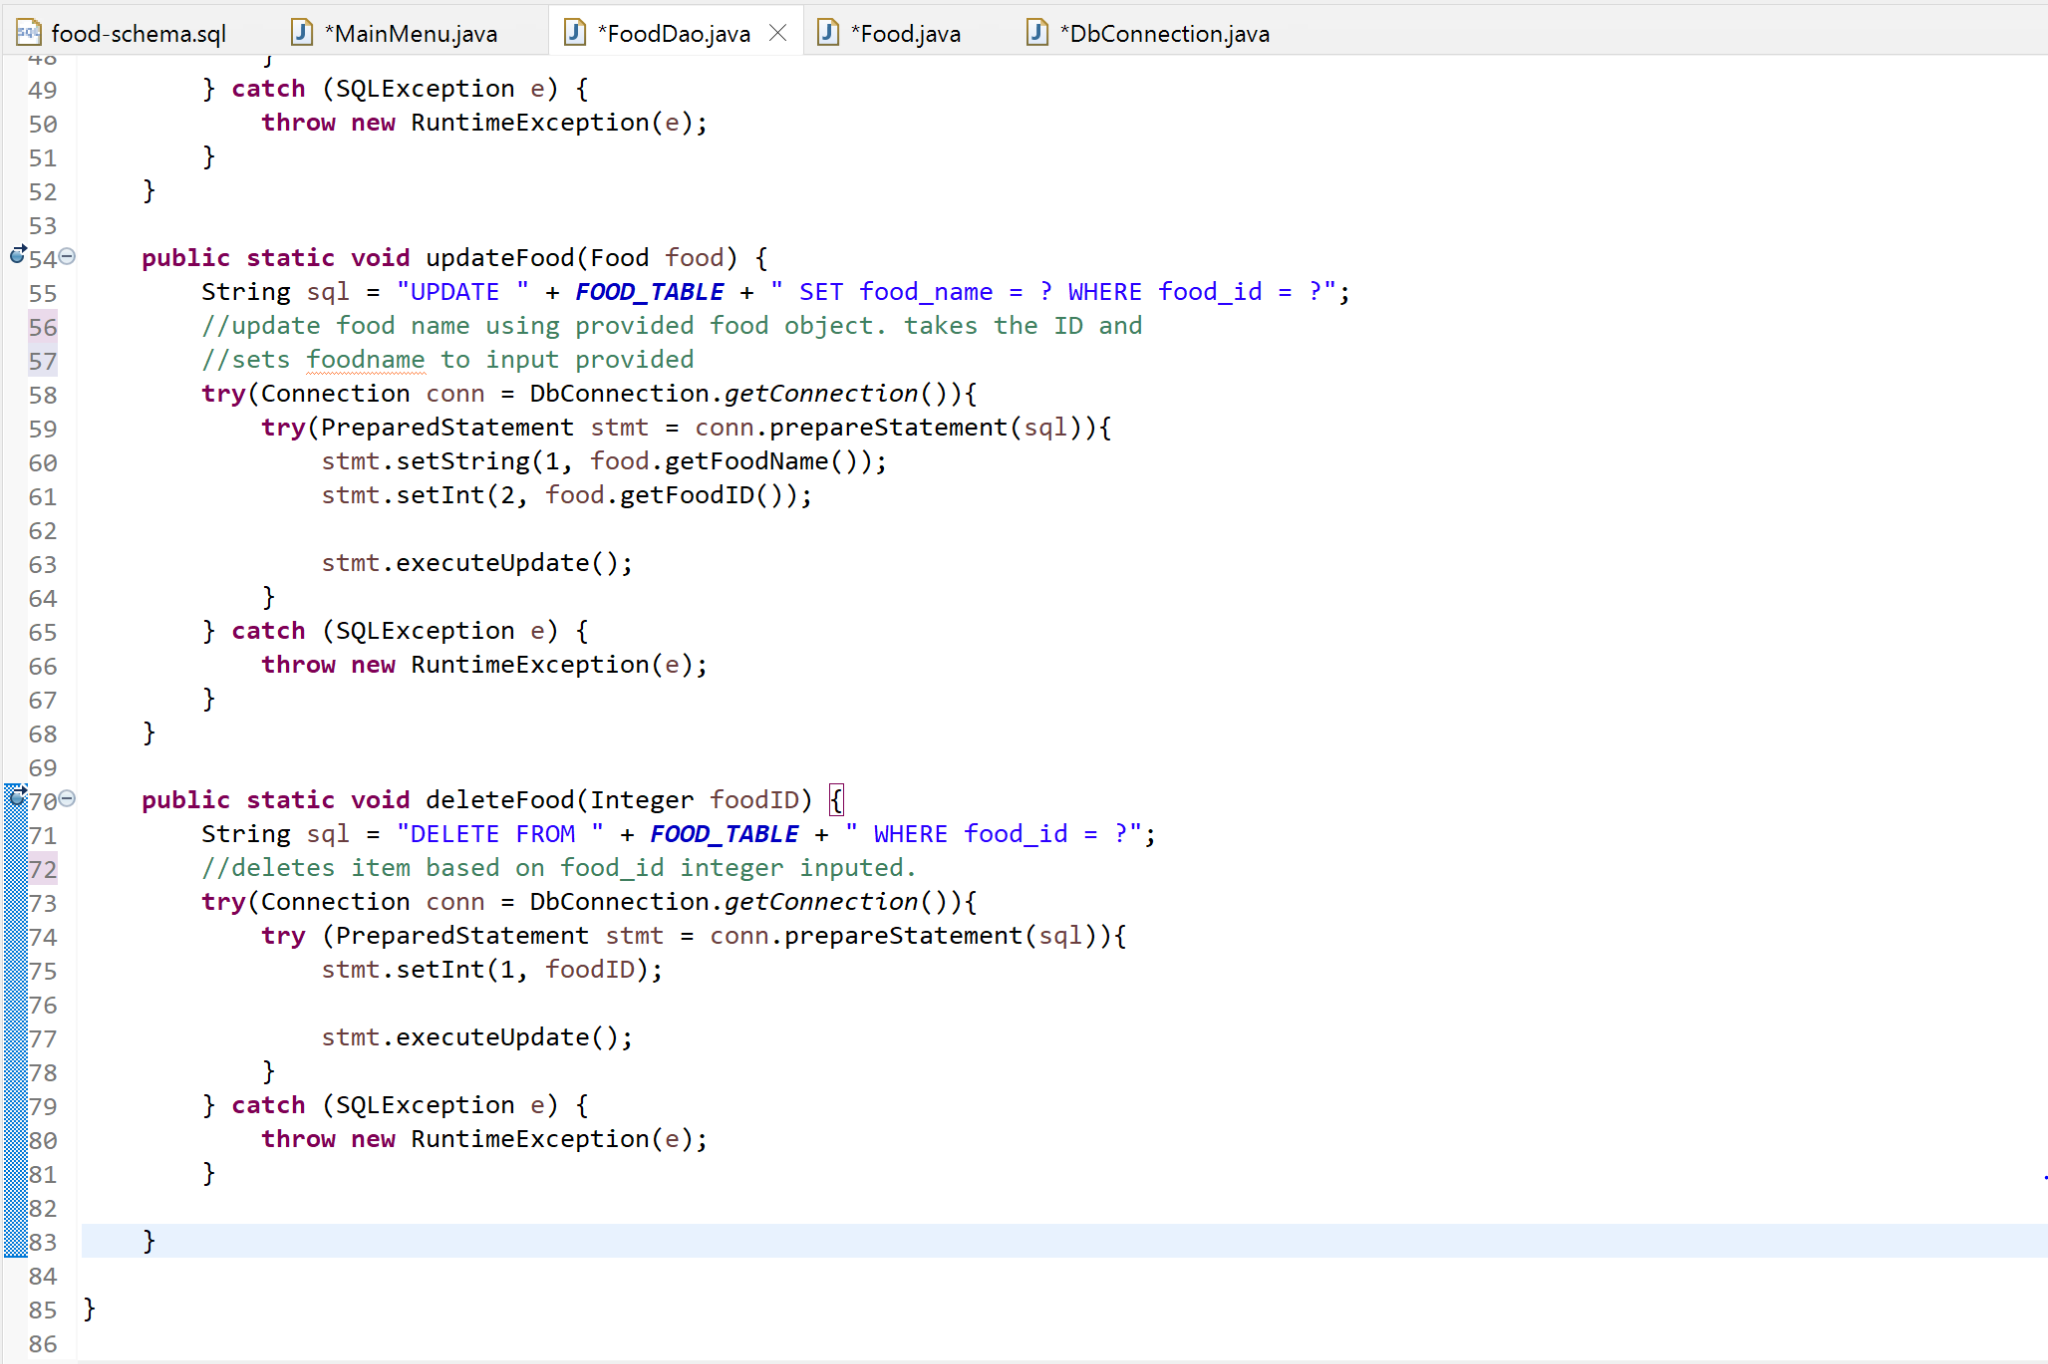 food-schema.sql *MainMenu.java *FoodDao.java *Food.java *DbConnection.java
48 }
49 } catch (SQLException e) {
50 throw new RuntimeException(e);
51 }
52 }
53
54 public static void updateFood(Food food) {
55 String sql = "UPDATE " + FOOD_TABLE + " SET food_name = ? WHERE food_id = ?";
56 //update food name using provided food object. takes the ID and
57 //sets foodname to input provided
58 try(Connection conn = DbConnection.getConnection()){
59 try(PreparedStatement stmt = conn.prepareStatement(sql)){
60 stmt.setString(1, food.getFoodName());
61 stmt.setInt(2, food.getFoodID());
62
63 stmt.executeUpdate();
64 }
65 } catch (SQLException e) {
66 throw new RuntimeException(e);
67 }
68 }
69
70 public static void deleteFood(Integer foodID) {
71 String sql = "DELETE FROM " + FOOD_TABLE + " WHERE food_id = ?";
72 //deletes item based on food_id integer inputed.
73 try(Connection conn = DbConnection.getConnection()){
74 try (PreparedStatement stmt = conn.prepareStatement(sql)){
75 stmt.setInt(1, foodID);
76
77 stmt.executeUpdate();
78 }
79 } catch (SQLException e) {
80 throw new RuntimeException(e);
81 }
82
83 }
84
85 }
86